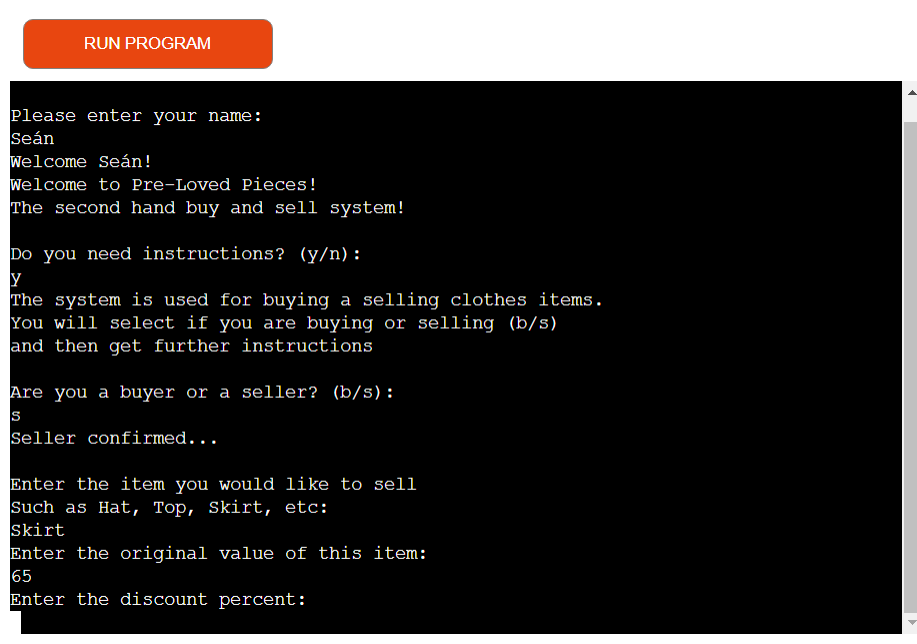 RUN PROGRAM
Please enter your name:
Seán
Welcome Seán!
Welcome to Pre-Loved Pieces!
The second hand buy and sell system!
Do you need instructions? (y/n):
y
The system is used for buying a selling clothes items.
You will select if you are buying or selling (b/s)
and then get further instructions
Are you a buyer or a seller? (b/s):
s
Seller confirmed...
Enter the item you would like to sell
Such as Hat, Top, Skirt, etc:
Skirt
Enter the original value of this item:
65
Enter the discount percent: